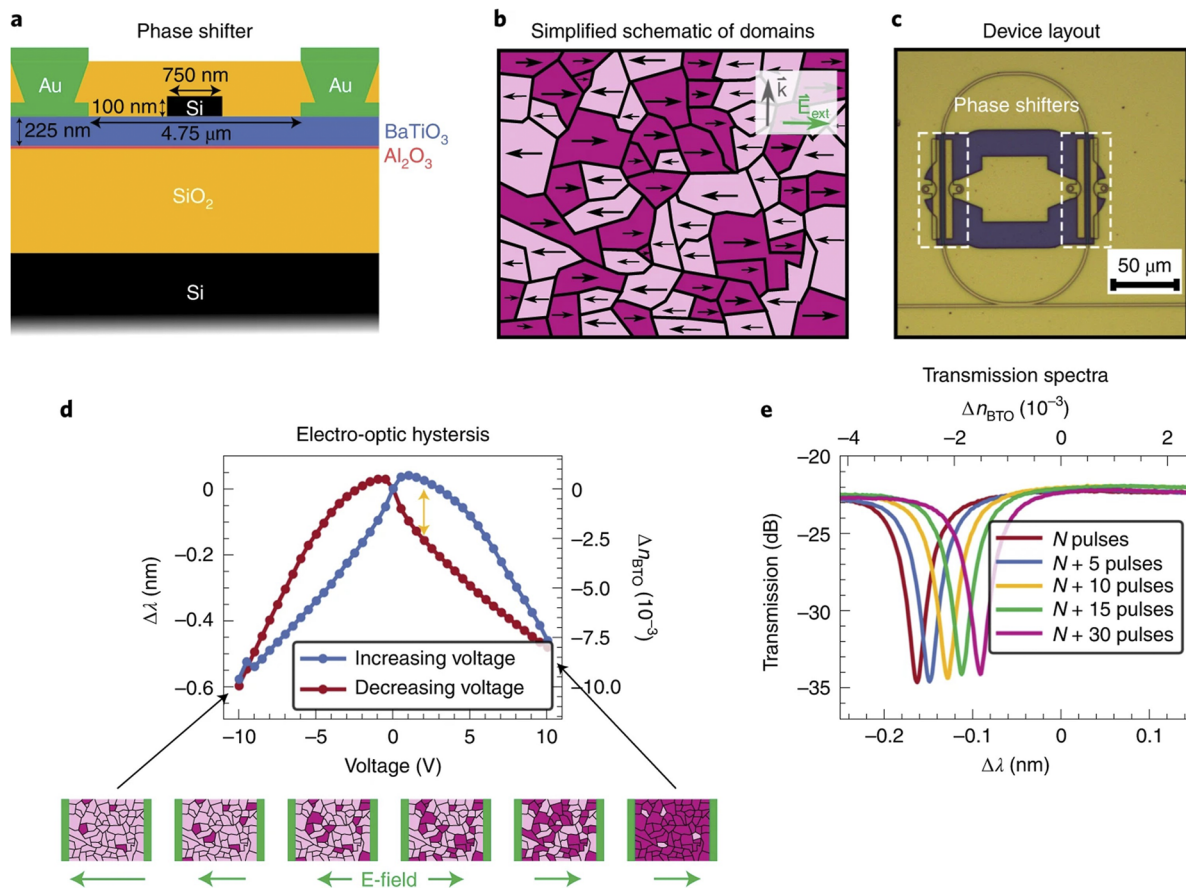 a
Phase shifter
Au
750 nm
Au
100 nm
Si
225 nm
4.75 μm
BaTiO3
Al2O3
SiO2
Si
b
Simplified schematic of domains
k
Eext
c
Device layout
Phase shifters
50 μm
d
Electro-optic hystersis
Δλ (nm)
0
−0.2
−0.4
−0.6
0
−2.5
−5.0
−7.5
−10.0
ΔnBTO (10−3)
Increasing voltage
Decreasing voltage
−10
−5
0
5
10
Voltage (V)
E-field
e
Transmission spectra
ΔnBTO (10−3)
−4
−2
0
2
Transmission (dB)
−20
−25
−30
−35
N pulses
N + 5 pulses
N + 10 pulses
N + 15 pulses
N + 30 pulses
−0.2
−0.1
0
0.1
Δλ (nm)